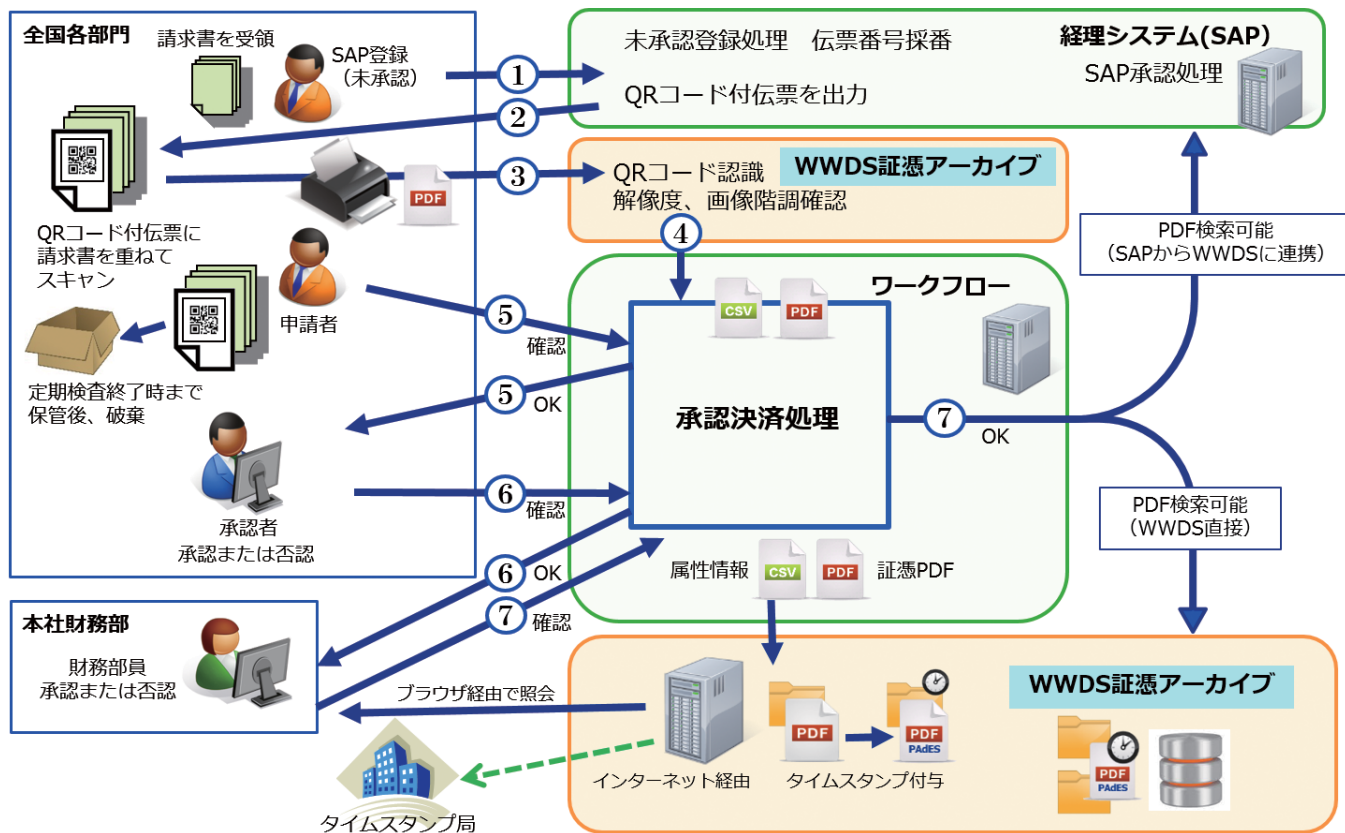 全国各部門
請求書を受領
SAP登録
（未承認）
1
未承認登録処理　伝票番号採番
経理システム(SAP)
SAP承認処理
QRコード付伝票を出力
2
3
PDF
QRコード認識
解像度、画像階調確認
WWDS証憑アーカイブ
4
QRコード付伝票に
請求書を重ねて
スキャン
申請者
定期検査終了時まで
保管後、破棄
5
確認
5
OK
承認者
承認または否認
6
確認
6
OK
7
確認
ワークフロー
CSV
PDF
承認決済処理
7
OK
PDF検索可能
（SAPからWWDSに連携）
PDF検索可能
（WWDS直接）
属性情報
CSV
PDF
証憑PDF
本社財務部
財務部員
承認または否認
ブラウザ経由で照会
タイムスタンプ局
インターネット経由
PDF
PDF
PAdES
タイムスタンプ付与
WWDS証憑アーカイブ
PDF
PAdES